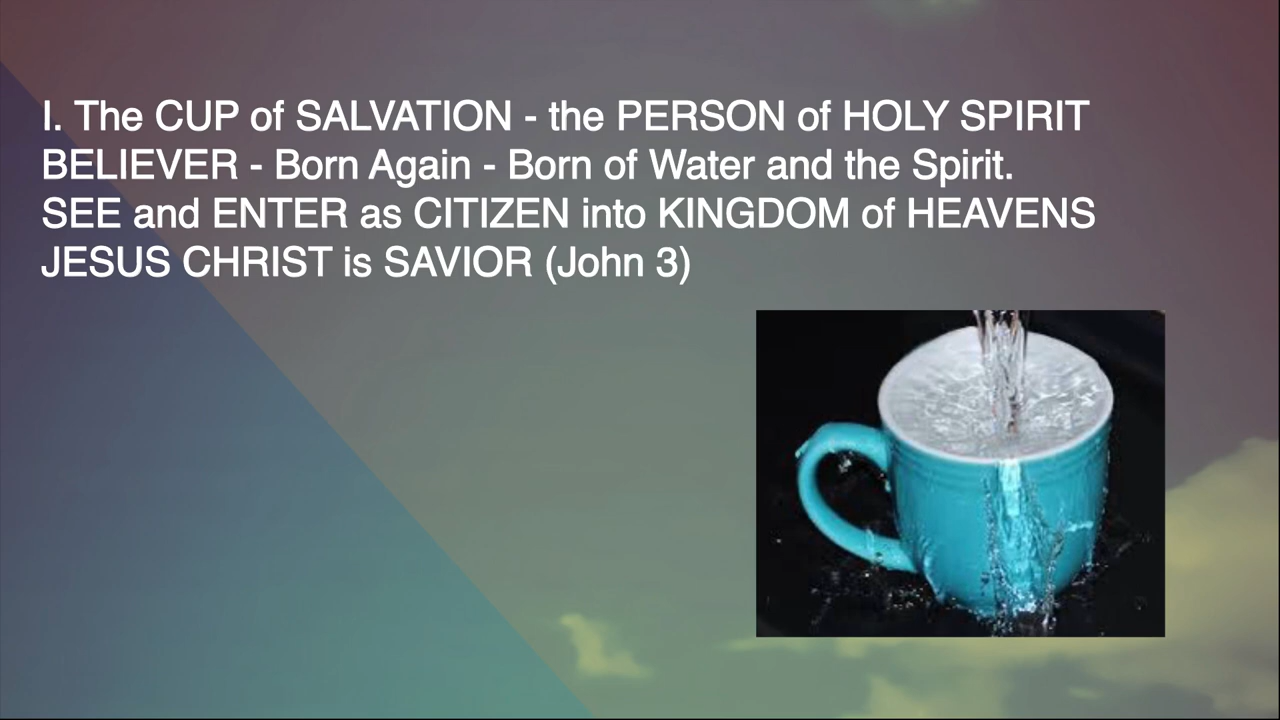 I. The CUP of SALVATION - the PERSON of HOLY SPIRIT
BELIEVER - Born Again - Born of Water and the Spirit.
SEE and ENTER as CITIZEN into KINGDOM of HEAVENS
JESUS CHRIST is SAVIOR (John 3)